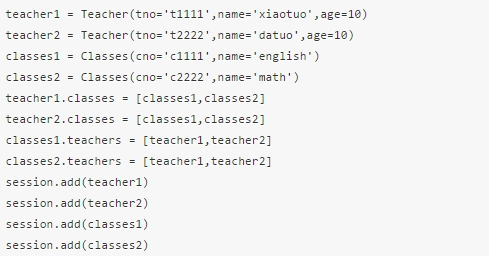 teacher1 = Teacher(tno='t1111',name='xiaotuo',age=10)
teacher2 = Teacher(tno='t2222',name='datuo',age=10)
classes1 = Classes(cno='c1111',name='english')
classes2 = Classes(cno='c2222',name='math')
teacher1.classes = [classes1,classes2]
teacher2.classes = [classes1,classes2]
classes1.teachers = [teacher1,teacher2]
classes2.teachers = [teacher1,teacher2]
session.add(teacher1)
session.add(teacher2)
session.add(classes1)
session.add(classes2)